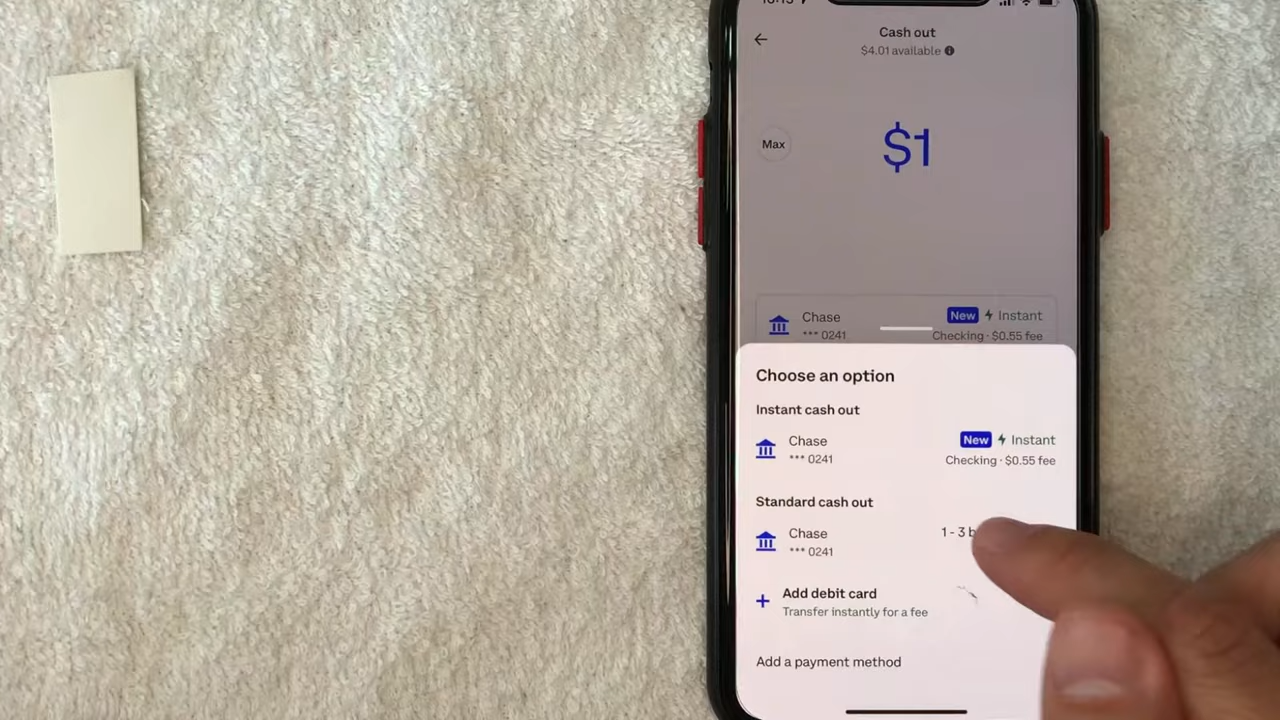 Cash out
$4.01 available
Max
$1
Chase
New Instant
*** 0241
Checking · $0.55 fee
Choose an option
Instant cash out
Chase
New Instant
*** 0241
Checking · $0.55 fee
Standard cash out
Chase
1 - 3
*** 0241
Add debit card
Transfer instantly for a fee
Add a payment method